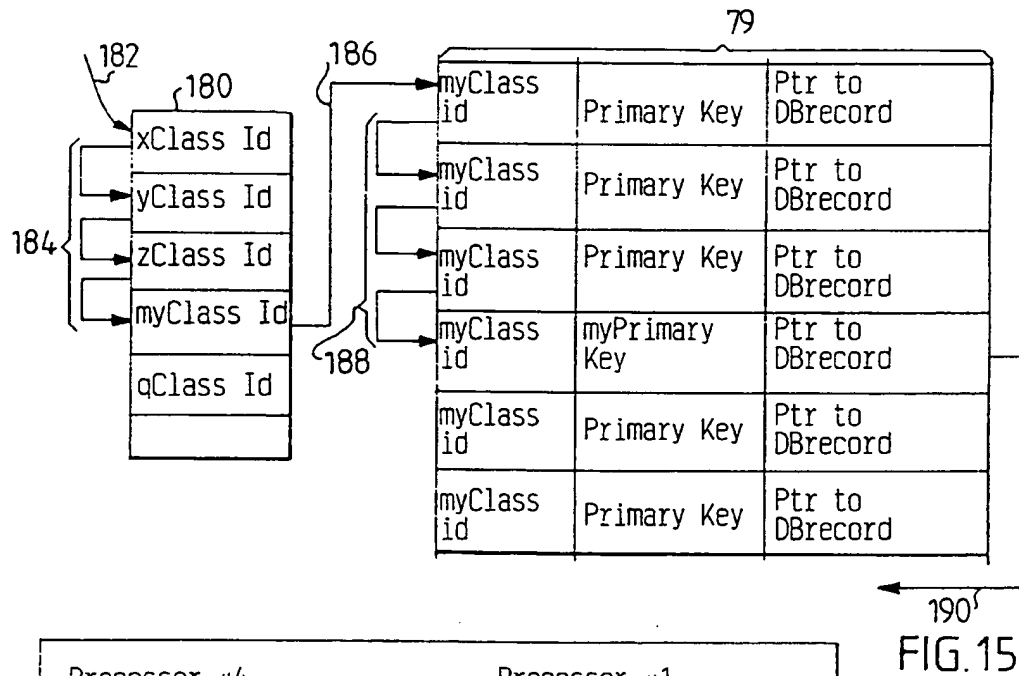 79
182
180
186
184
188
xClass Id
yClass Id
zClass Id
myClass Id
qClass Id
myClass id
Primary Key
Ptr to DBrecord
myClass id
Primary Key
Ptr to DBrecord
myClass id
Primary Key
Ptr to DBrecord
myClass id
myPrimary Key
Ptr to DBrecord
myClass id
Primary Key
Ptr to DBrecord
myClass id
Primary Key
Ptr to DBrecord
190
FIG.15